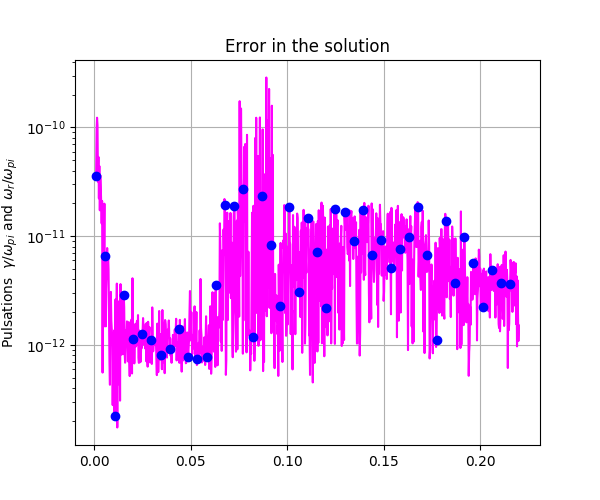 Error in the solution
Pulsations γ/ω_pi and ω_r/ω_pi
10⁻¹⁰
10⁻¹¹
10⁻¹²
0.00 0.05 0.10 0.15 0.20